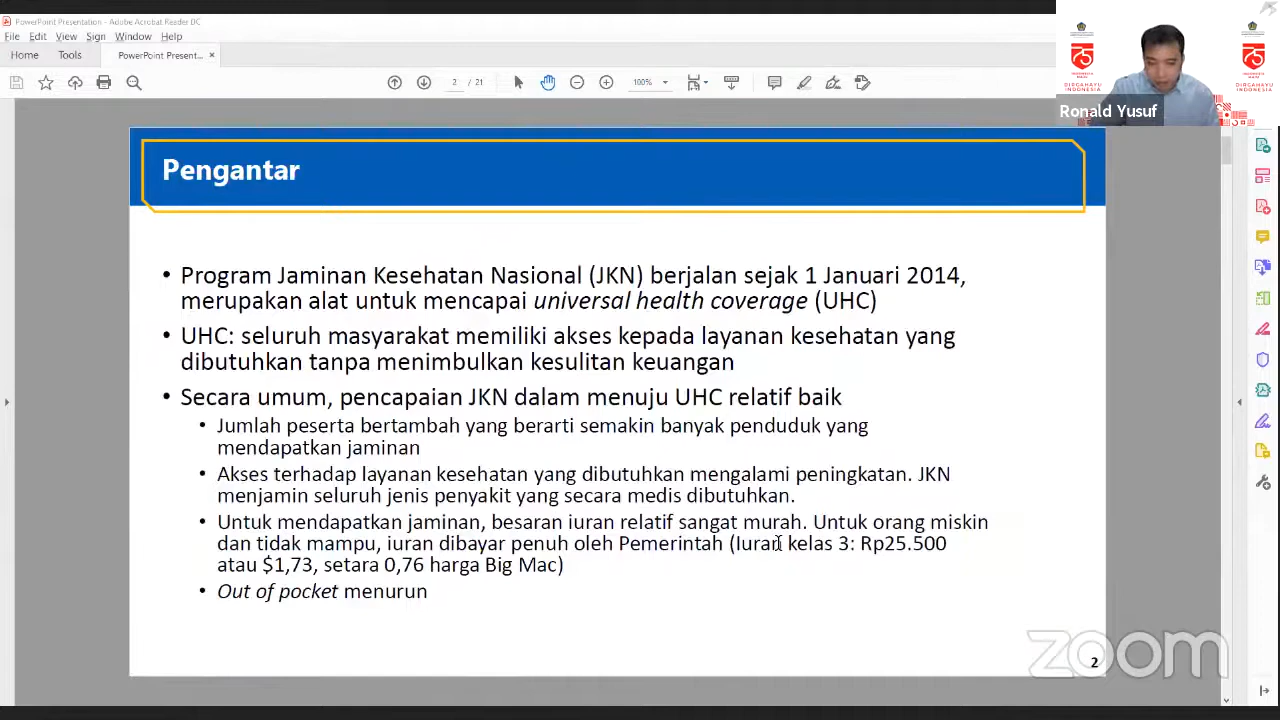 PowerPoint Presentation - Adobe Acrobat Reader DC
File Edit View Sign Window Help
Home Tools PowerPoint Present... ×
2 / 21 100%
DIRGAHAYU
INDONESIA
DIRGAHAYU
INDONESIA
Ronald Yusuf
Pengantar
• Program Jaminan Kesehatan Nasional (JKN) berjalan sejak 1 Januari 2014,
merupakan alat untuk mencapai universal health coverage (UHC)
• UHC: seluruh masyarakat memiliki akses kepada layanan kesehatan yang
dibutuhkan tanpa menimbulkan kesulitan keuangan
• Secara umum, pencapaian JKN dalam menuju UHC relatif baik
• Jumlah peserta bertambah yang berarti semakin banyak penduduk yang
mendapatkan jaminan
• Akses terhadap layanan kesehatan yang dibutuhkan mengalami peningkatan. JKN
menjamin seluruh jenis penyakit yang secara medis dibutuhkan.
• Untuk mendapatkan jaminan, besaran iuran relatif sangat murah. Untuk orang miskin
dan tidak mampu, iuran dibayar penuh oleh Pemerintah (Iuran kelas 3: Rp25.500
atau $1,73, setara 0,76 harga Big Mac)
• Out of pocket menurun
zoom
2